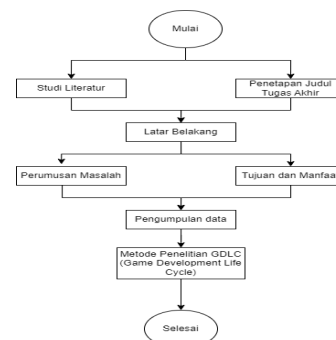 Mulai
Studi Literatur
Penetapan Judul
Tugas Akhir
Latar Belakang
Perumusan Masalah
Tujuan dan Manfaa
Pengumpulan data
Metode Penelitian GDLC
(Game Development Life
Cycle)
Selesai